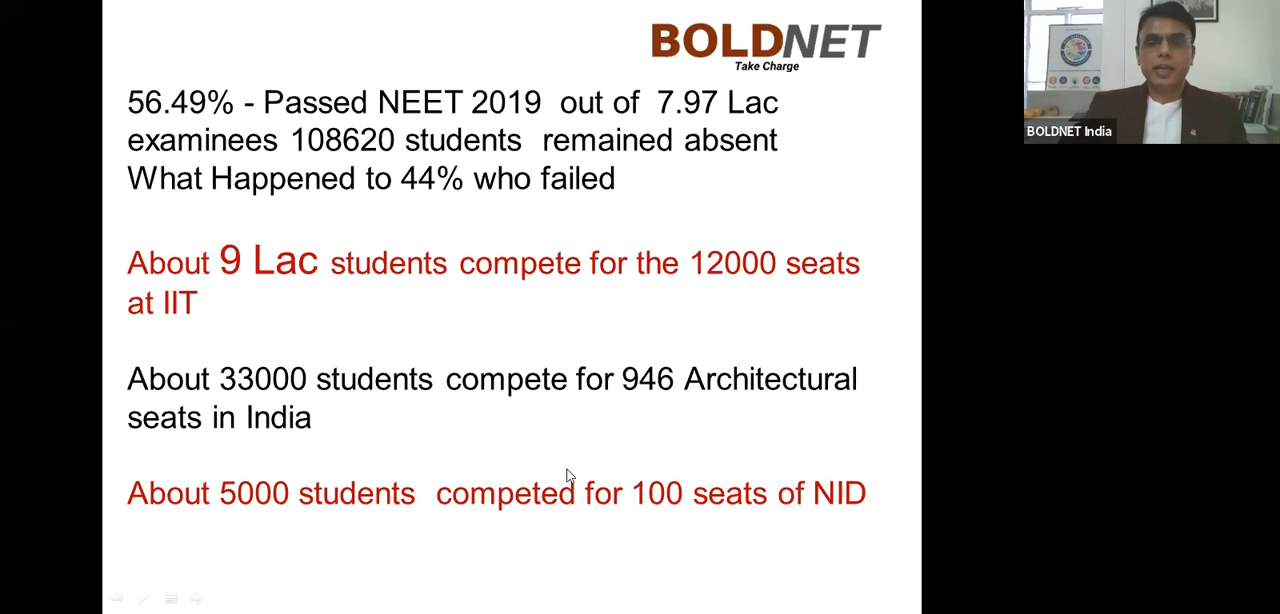 BOLDNET
Take Charge
56.49% - Passed NEET 2019 out of 7.97 Lac
examinees 108620 students remained absent
What Happened to 44% who failed
About 9 Lac students compete for the 12000 seats
at IIT
About 33000 students compete for 946 Architectural
seats in India
About 5000 students competed for 100 seats of NID
BOLDNET India